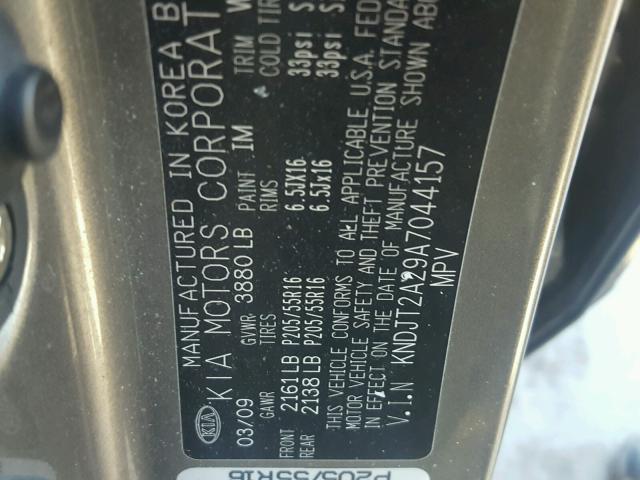 MANUFACTURED IN KOREA B
KIA MOTORS CORPORAT
KIA
03/09 GVWR 3880 LB PAINT IM TRIM W
GAWR TIRES RIMS COLD TIR
FRONT 2161 LB P205/55R16 6.5JX16 33psi S.
REAR 2138 LB P205/55R16 6.5JX16 33psi S.
THIS VEHICLE CONFORMS TO ALL APPLICABLE U.S.A. FEDE
MOTOR VEHICLE SAFETY AND THEFT PREVENTION STANDA
IN EFFECT ON THE DATE OF MANUFACTURE SHOWN ABO
V.I.N KNDJT2A29A7044157
MPV
P205/55R16